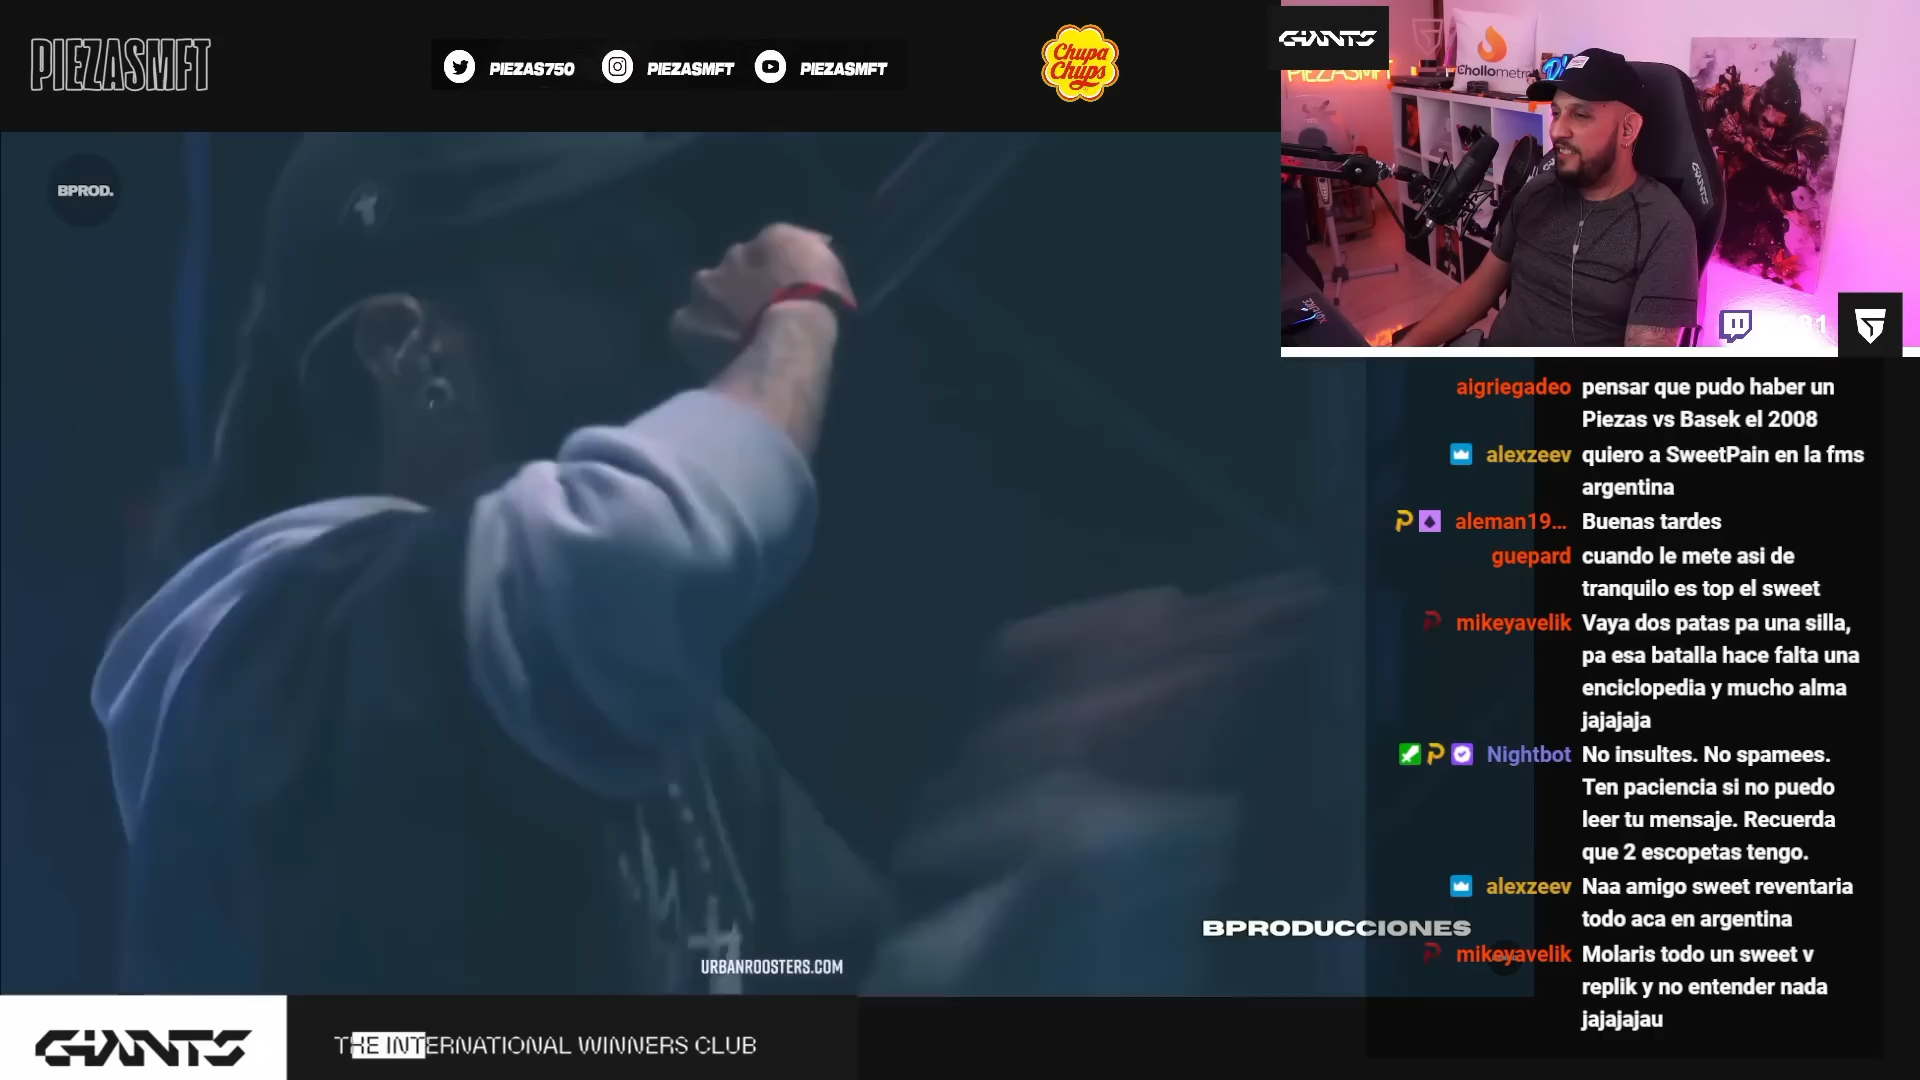 PIEZASMFT
PIEZAS750
PIEZASMFT
PIEZASMFT
Chupa
Chups
GIANTS
PIEZASMFT
Chollometro
GIANTS
BPROD.
aigriegadeo pensar que pudo haber un
Piezas vs Basek el 2008
alexzeev quiero a SweetPain en la fms
argentina
aleman19... Buenas tardes
guepard cuando le mete asi de
tranquilo es top el sweet
mikeyavelik Vaya dos patas pa una silla,
pa esa batalla hace falta una
enciclopedia y mucho alma
jajajaja
Nightbot No insultes. No spamees.
Ten paciencia si no puedo
leer tu mensaje. Recuerda
que 2 escopetas tengo.
alexzeev Naa amigo sweet reventaria
todo aca en argentina
mikeyavelik Molaris todo un sweet v
replik y no entender nada
jajajajau
BPRODUCCIONES
URBANROOSTERS.COM
GIANTS
THE INTERNATIONAL WINNERS CLUB